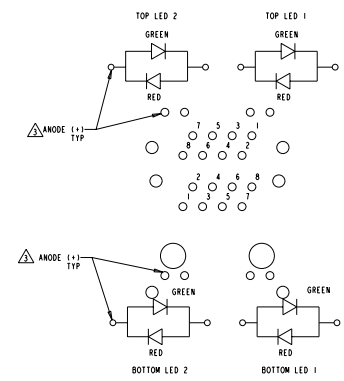 TOP LED 2 TOP LED 1
GREEN GREEN
RED RED
3 ANODE (+)
TYP
7 5 3 1
8 6 4 2
2 4 6 8
1 3 5 7
3 ANODE (+)
TYP
GREEN GREEN
RED RED
BOTTOM LED 2 BOTTOM LED 1